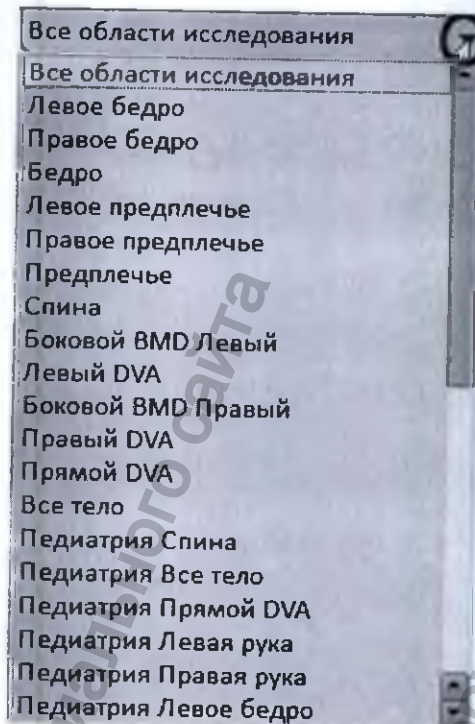 Все области исследования
Все области исследования
Левое бедро
Правое бедро
Бедро
Левое предплечье
Правое предплечье
Предплечье
Спина
Боковой BMD Левый
Левый DVA
Боковой BMD Правый
Правый DVA
Прямой DVA
Все тело
Педиатрия Спина
Педиатрия Все тело
Педиатрия Прямой DVA
Педиатрия Левая рука
Педиатрия Правая рука
Педиатрия Левое бедро
сайта